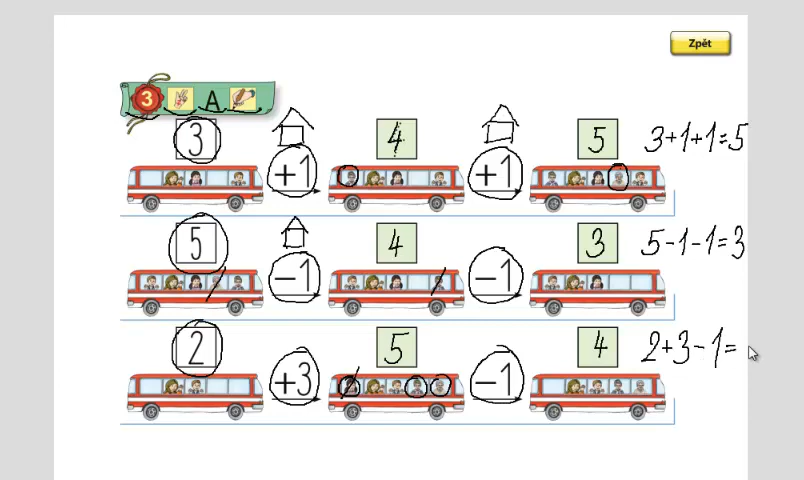 Zpět
3 A
3 +1 4 +1 5 3+1+1=5
5 -1 4 -1 3 5-1-1=3
2 +3 5 -1 4 2+3-1=